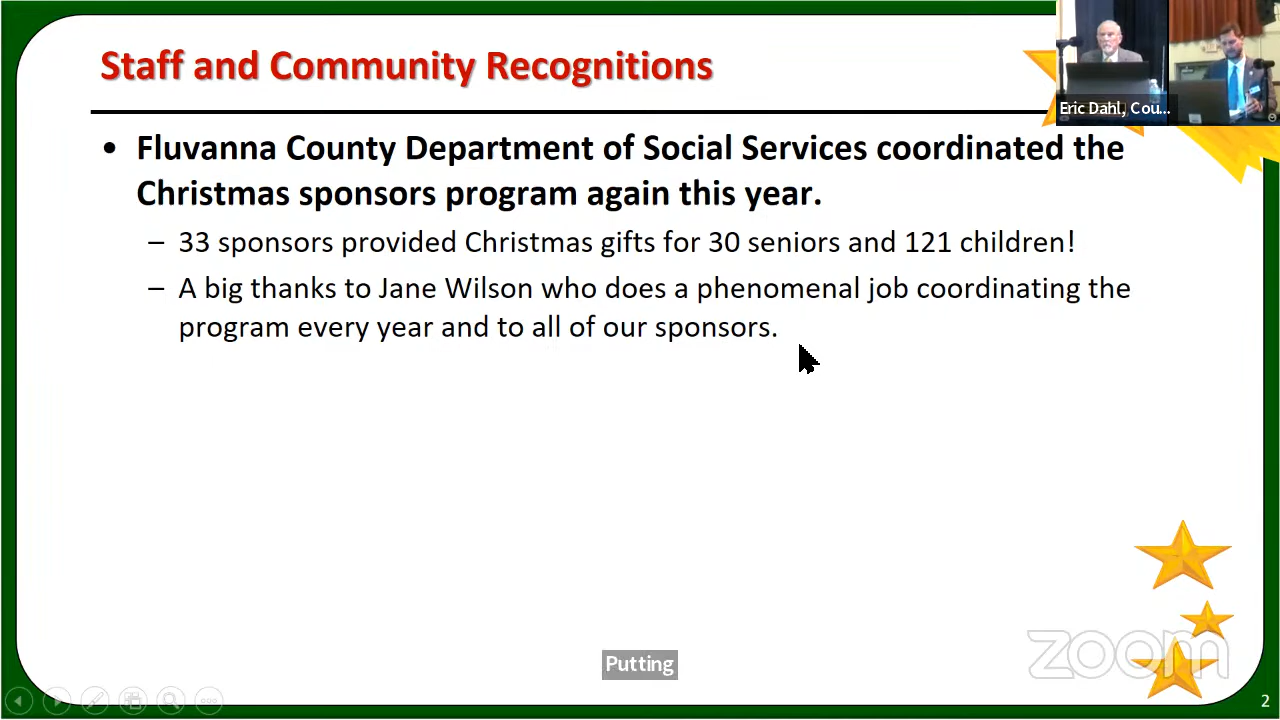 Staff and Community Recognitions
Eric Dahl, Cou...
• Fluvanna County Department of Social Services coordinated the
Christmas sponsors program again this year.
– 33 sponsors provided Christmas gifts for 30 seniors and 121 children!
– A big thanks to Jane Wilson who does a phenomenal job coordinating the
program every year and to all of our sponsors.
Putting
zoom
2